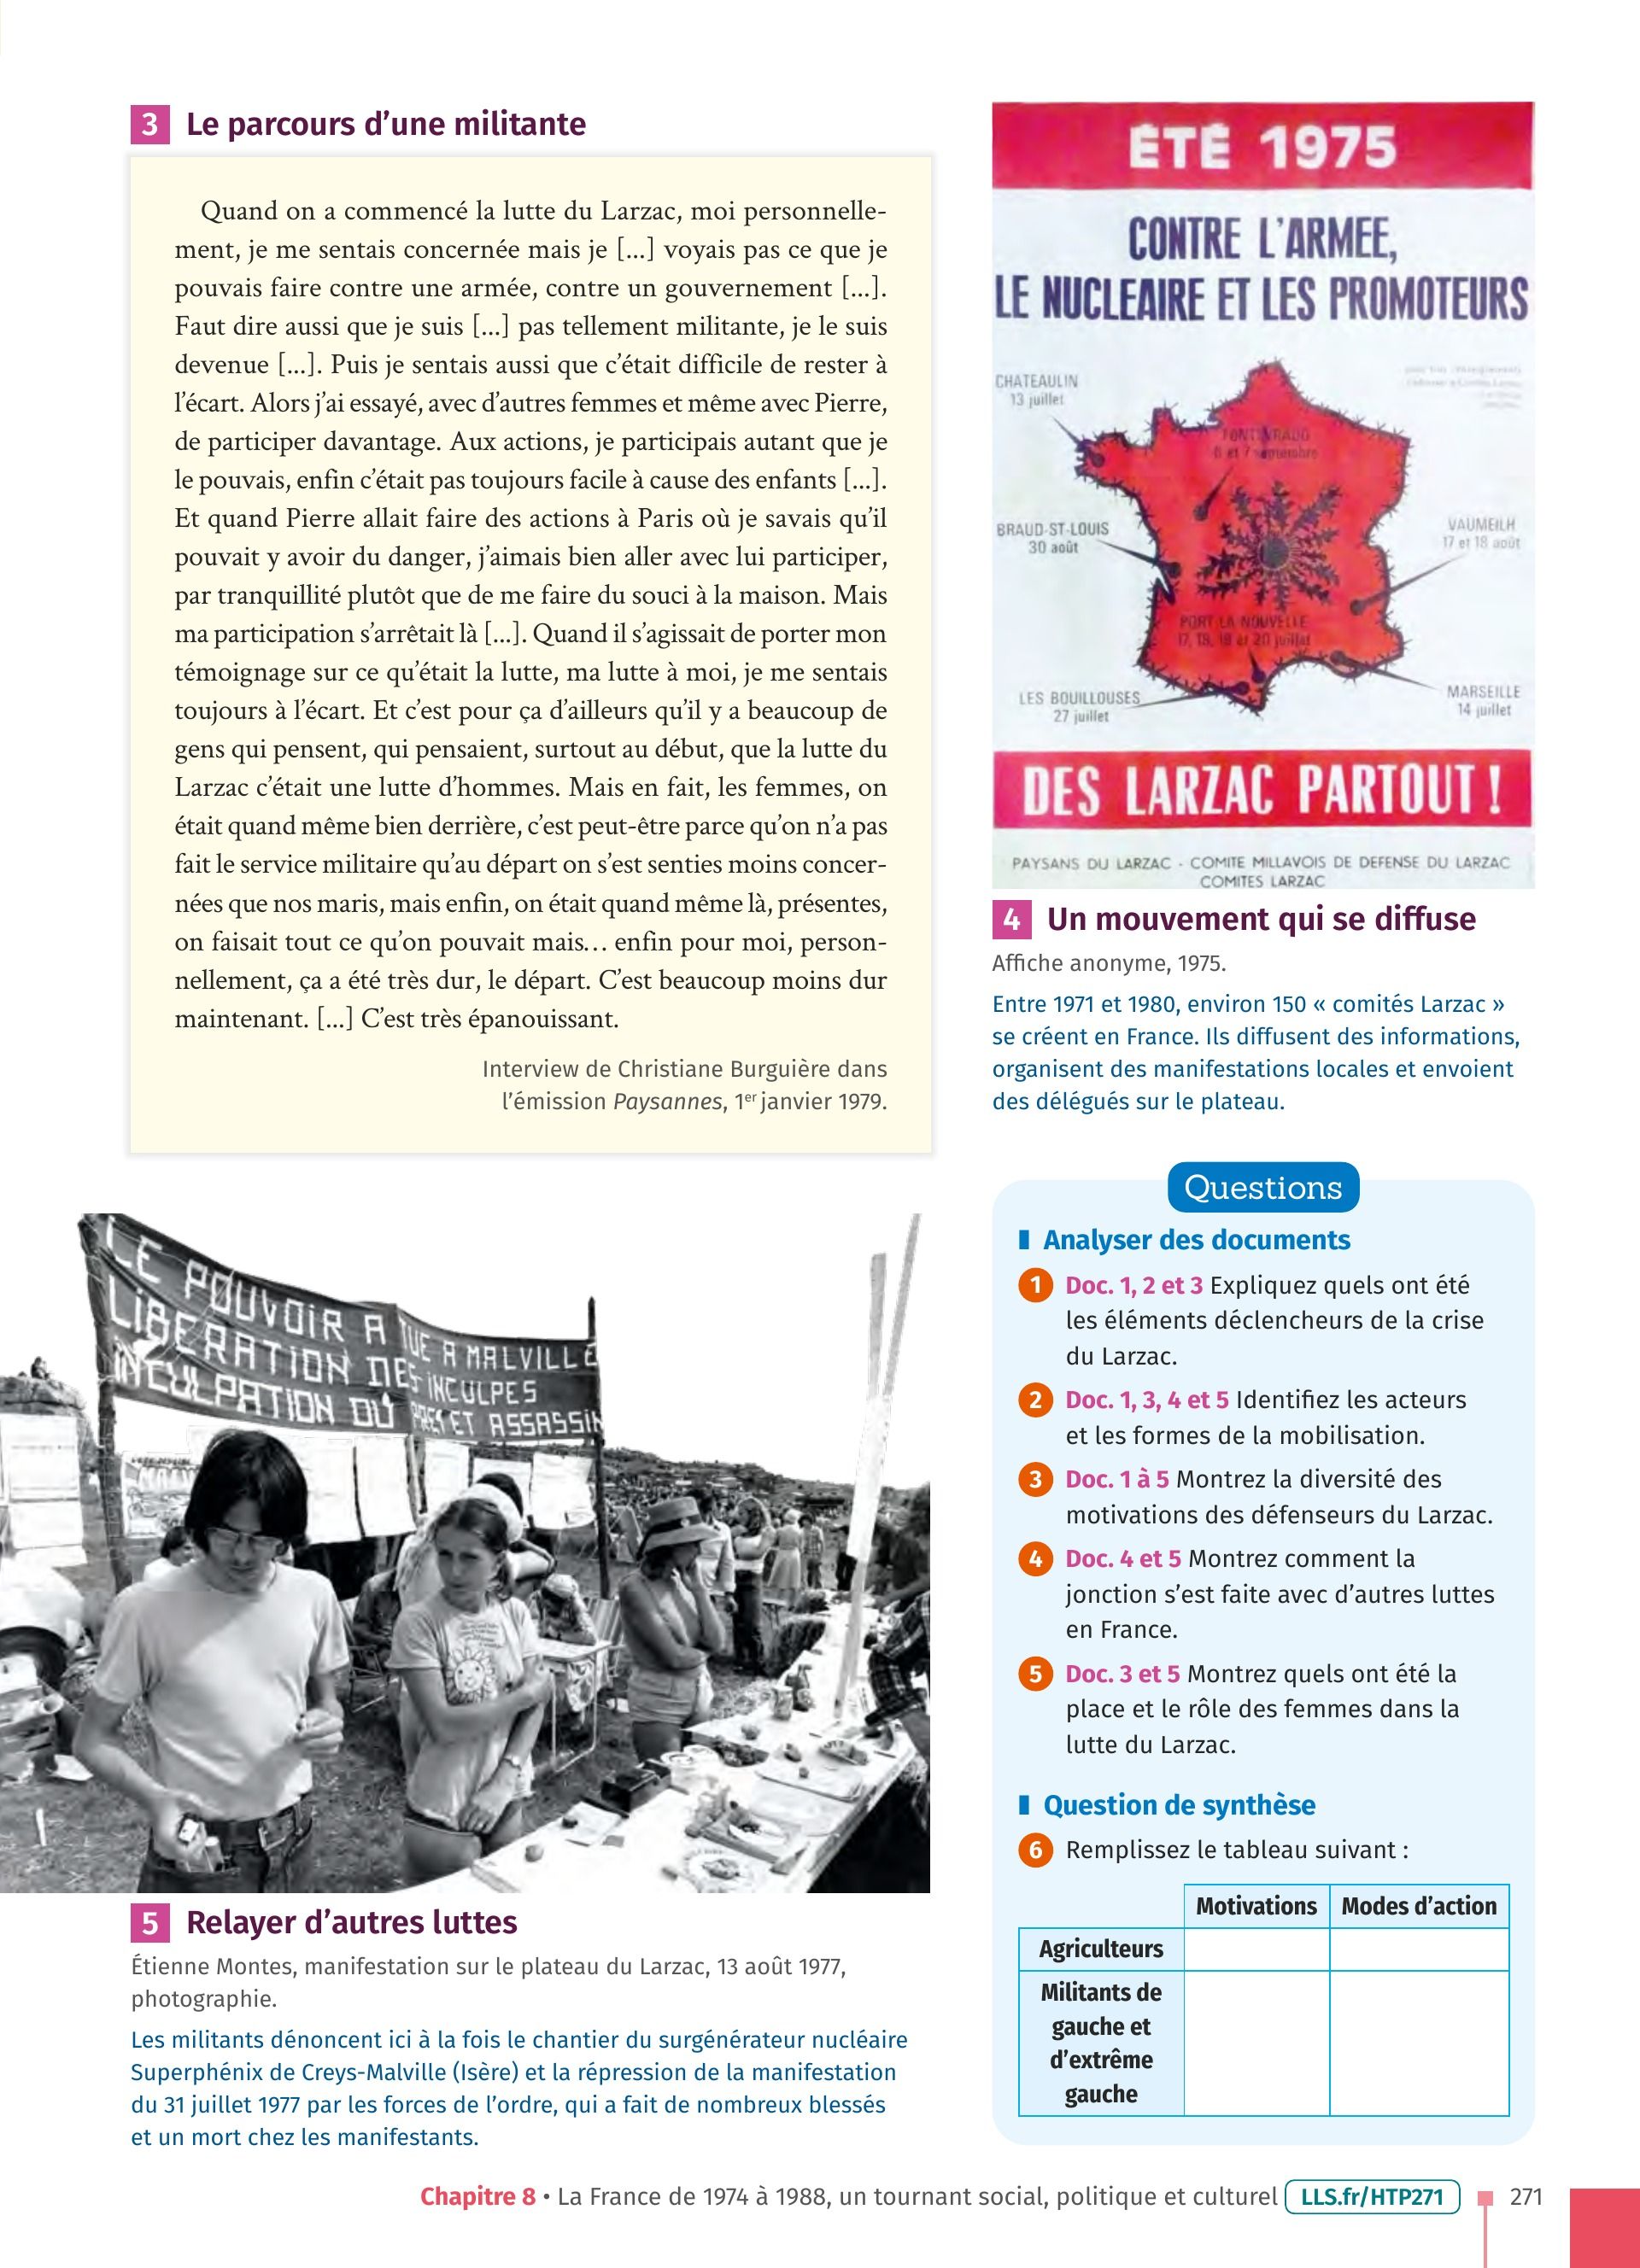 3 Le parcours d’une militante
Quand on a commencé la lutte du Larzac, moi personnelle-
ment, je me sentais concernée mais je [...] voyais pas ce que je
pouvais faire contre une armée, contre un gouvernement [...].
Faut dire aussi que je suis [...] pas tellement militante, je le suis
devenue [...]. Puis je sentais aussi que c’était difficile de rester à
l’écart. Alors j’ai essayé, avec d’autres femmes et même avec Pierre,
de participer davantage. Aux actions, je participais autant que je
le pouvais, enfin c’était pas toujours facile à cause des enfants [...].
Et quand Pierre allait faire des actions à Paris où je savais qu’il
pouvait y avoir du danger, j’aimais bien aller avec lui participer,
par tranquillité plutôt que de me faire du souci à la maison. Mais
ma participation s’arrêtait là [...]. Quand il s’agissait de porter mon
témoignage sur ce qu’était la lutte, ma lutte à moi, je me sentais
toujours à l’écart. Et c’est pour ça d’ailleurs qu’il y a beaucoup de
gens qui pensent, qui pensaient, surtout au début, que la lutte du
Larzac c’était une lutte d’hommes. Mais en fait, les femmes, on
était quand même bien derrière, c’est peut-être parce qu’on n’a pas
fait le service militaire qu’au départ on s’est senties moins concer-
nées que nos maris, mais enfin, on était quand même là, présentes,
on faisait tout ce qu’on pouvait mais… enfin pour moi, person-
nellement, ça a été très dur, le départ. C’est beaucoup moins dur
maintenant. [...] C’est très épanouissant.
Interview de Christiane Burguière dans
l’émission Paysannes, 1er janvier 1979.
ÉTÉ 1975
CONTRE L’ARMEE,
LE NUCLEAIRE ET LES PROMOTEURS
CHATEAULIN
13 juillet
6 et 7 septembre
BRAUD-ST-LOUIS
30 août
VAUMEILH
17 et 18 août
PORT LA NOUVELLE
17, 18, 19 et 20 juillet
LES BOUILLOUSES
27 juillet
MARSEILLE
14 juillet
DES LARZAC PARTOUT !
PAYSANS DU LARZAC - COMITE MILLAVOIS DE DEFENSE DU LARZAC
COMITES LARZAC
4 Un mouvement qui se diffuse
Affiche anonyme, 1975.
Entre 1971 et 1980, environ 150 « comités Larzac »
se créent en France. Ils diffusent des informations,
organisent des manifestations locales et envoient
des délégués sur le plateau.
LE POUVOIR A TUE A MALVILLE
LIBERATION DES INCULPES
INCULPATION DU PREFET ASSASSIN
5 Relayer d’autres luttes
Étienne Montes, manifestation sur le plateau du Larzac, 13 août 1977,
photographie.
Les militants dénoncent ici à la fois le chantier du surgénérateur nucléaire
Superphénix de Creys-Malville (Isère) et la répression de la manifestation
du 31 juillet 1977 par les forces de l’ordre, qui a fait de nombreux blessés
et un mort chez les manifestants.
Questions
Analyser des documents
1 Doc. 1, 2 et 3 Expliquez quels ont été
les éléments déclencheurs de la crise
du Larzac.
2 Doc. 1, 3, 4 et 5 Identifiez les acteurs
et les formes de la mobilisation.
3 Doc. 1 à 5 Montrez la diversité des
motivations des défenseurs du Larzac.
4 Doc. 4 et 5 Montrez comment la
jonction s’est faite avec d’autres luttes
en France.
5 Doc. 3 et 5 Montrez quels ont été la
place et le rôle des femmes dans la
lutte du Larzac.
Question de synthèse
6 Remplissez le tableau suivant :
Motivations Modes d’action
Agriculteurs
Militants de
gauche et
d’extrême
gauche
Chapitre 8 • La France de 1974 à 1988, un tournant social, politique et culturel LLS.fr/HTP271 271